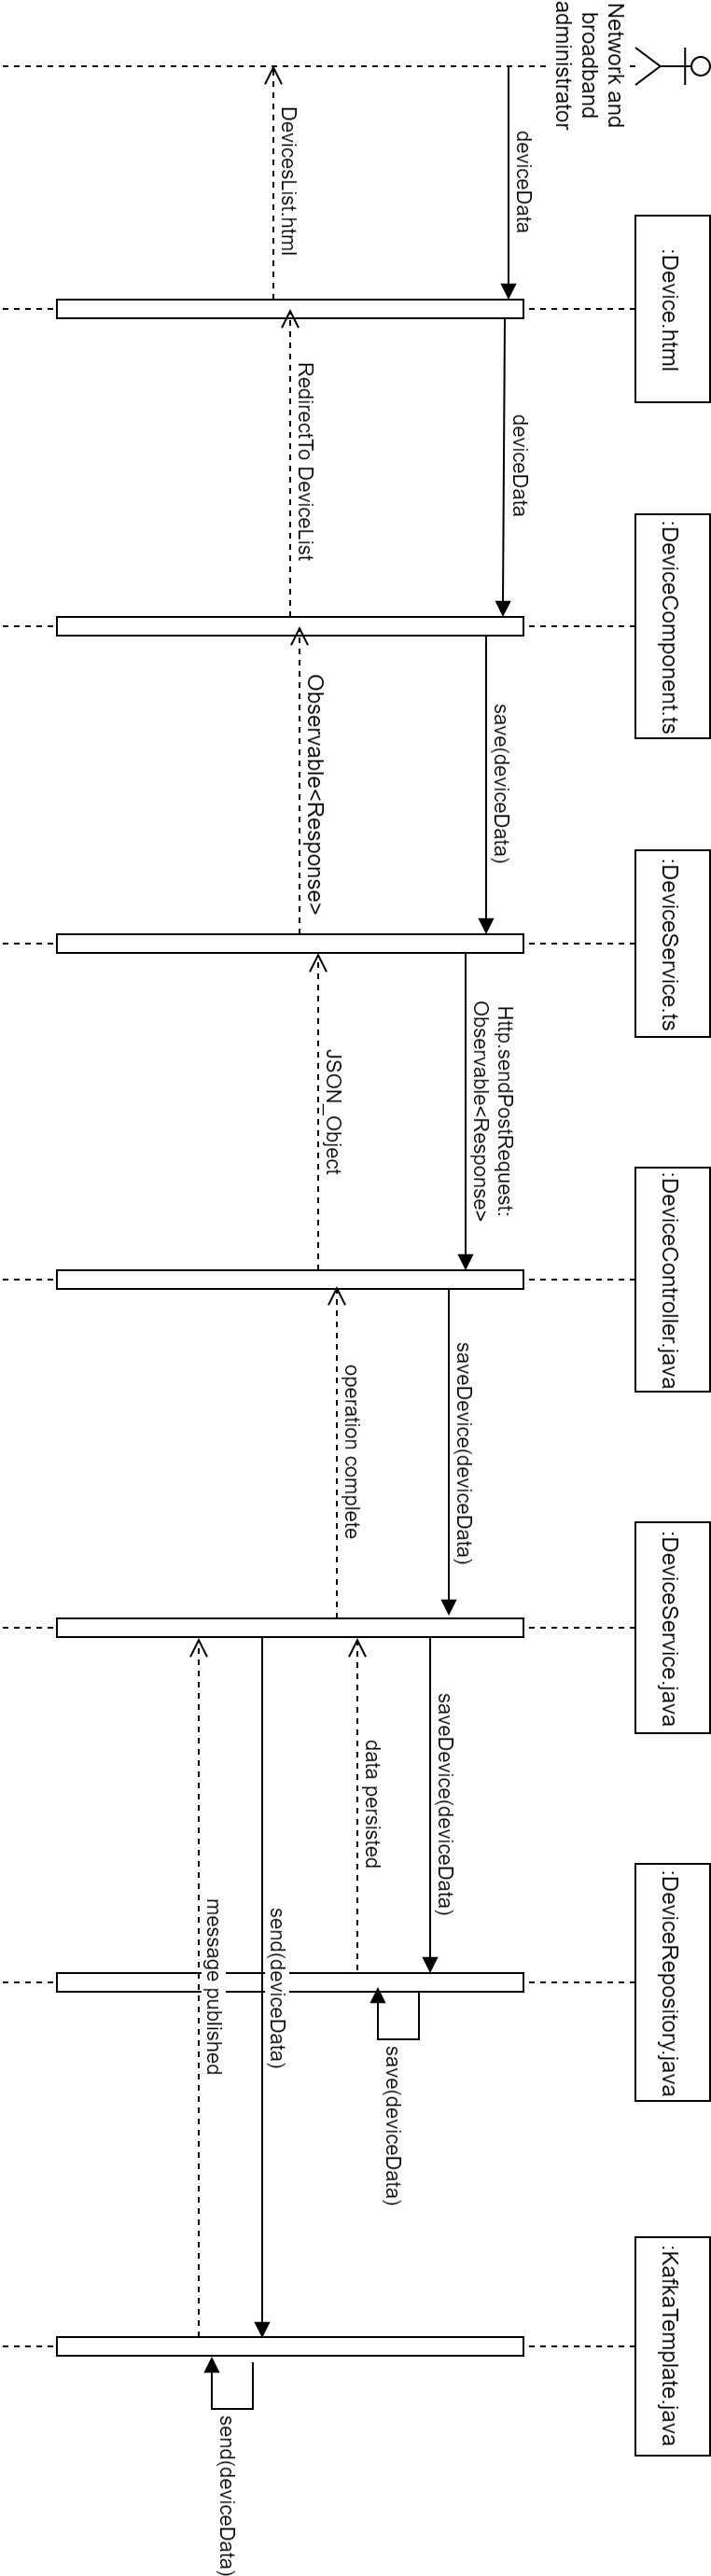 Network and
broadband
administrator
:Device.html
:DeviceComponent.ts
:DeviceService.ts
:DeviceController.java
:DeviceService.java
:DeviceRepository.java
:KafkaTemplate.java
deviceData
deviceData
save(deviceData)
Http.sendPostRequest:
Observable<Response>
saveDevice(deviceData)
saveDevice(deviceData)
save(deviceData)
data persisted
operation complete
JSON_Object
Observable<Response>
RedirectTo DeviceList
DevicesList.html
send(deviceData)
send(deviceData)
message published